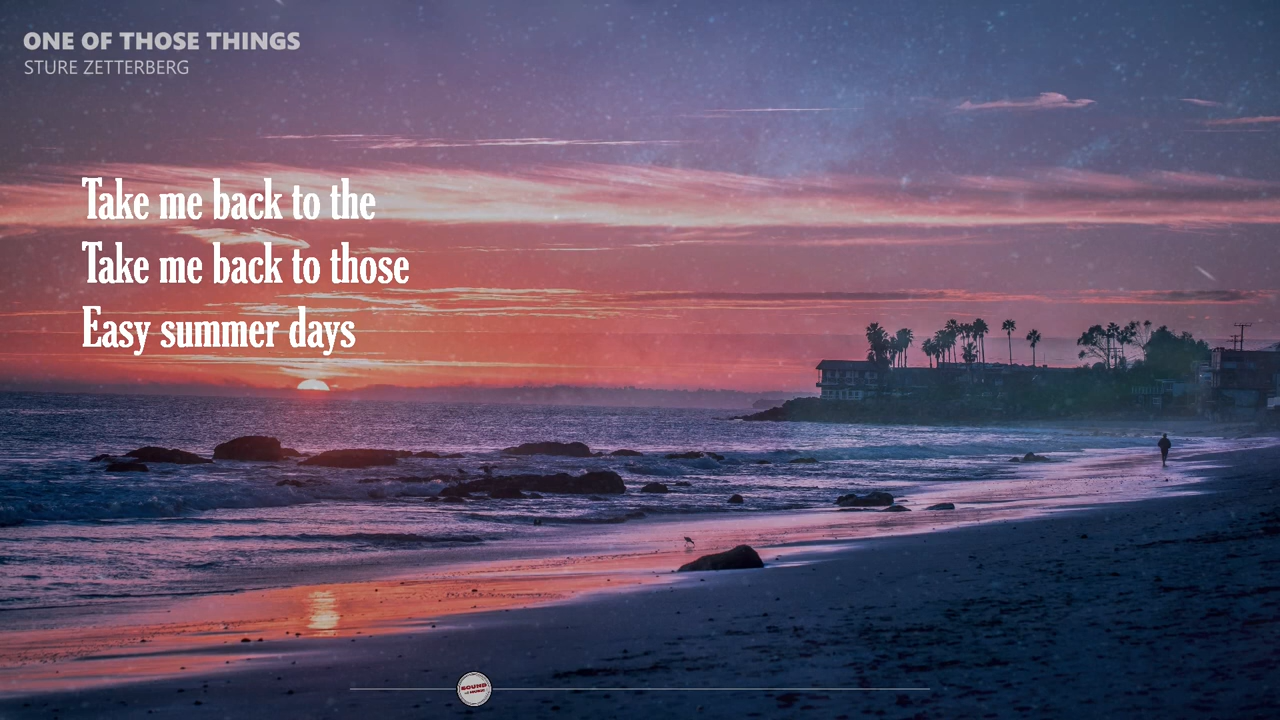 ONE OF THOSE THINGS
STURE ZETTERBERG
Take me back to the
Take me back to those
Easy summer days
SOUND